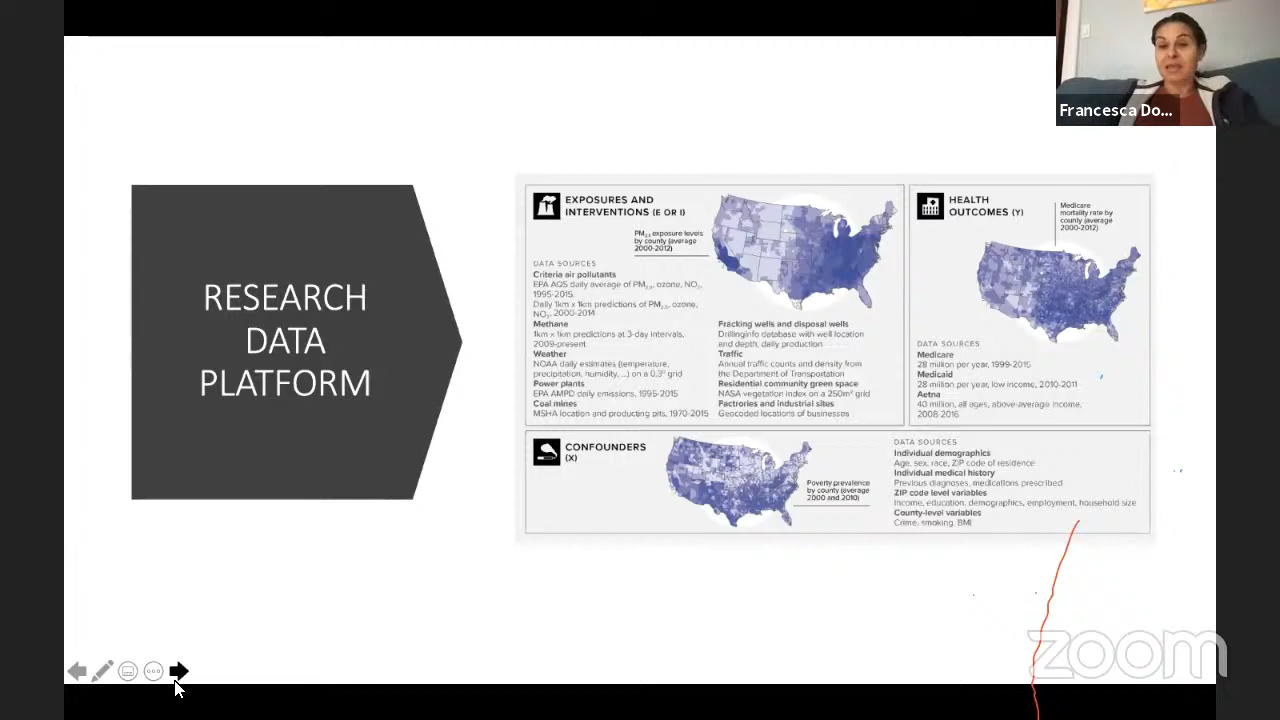 Francesca Do...
RESEARCH
DATA
PLATFORM
EXPOSURES AND
INTERVENTIONS (E OR I)
PM2.5 exposure levels
by county (average
2000-2012)
DATA SOURCES
Criteria air pollutants
EPA AQS daily average of PM2.5, ozone, NO2,
1995-2015
Daily 1km x 1km predictions of PM2.5, ozone,
NO2, 2000-2014
Methane
1km x 1km predictions at 3-day intervals,
2009-present
Weather
NOAA daily estimates (temperature,
precipitation, humidity, ...) on a 0.3° grid
Power plants
EPA AMPD daily emissions, 1995-2015
Coal mines
MSHA location and producing pits, 1970-2015
Fracking wells and disposal wells
Drillinginfo database with well location
and depth, daily production
Traffic
Annual traffic counts and density from
the Department of Transportation
Residential community green space
NASA vegetation index on a 250m² grid
Factories and industrial sites
Geocoded locations of businesses
HEALTH
OUTCOMES (Y)
Medicare
mortality rate by
county (average
2000-2012)
DATA SOURCES
Medicare
28 million per year, 1999-2015
Medicaid
28 million per year, low income, 2010-2011
Aetna
40 million, all ages, above-average income,
2008-2016
CONFOUNDERS
(X)
Poverty prevalence
by county (average
2000 and 2010)
DATA SOURCES
Individual demographics
Age, sex, race, ZIP code of residence
Individual medical history
Previous diagnoses, medications prescribed
ZIP code level variables
Income, education, demographics, employment, household size
County-level variables
Crime, smoking, BMI
zoom